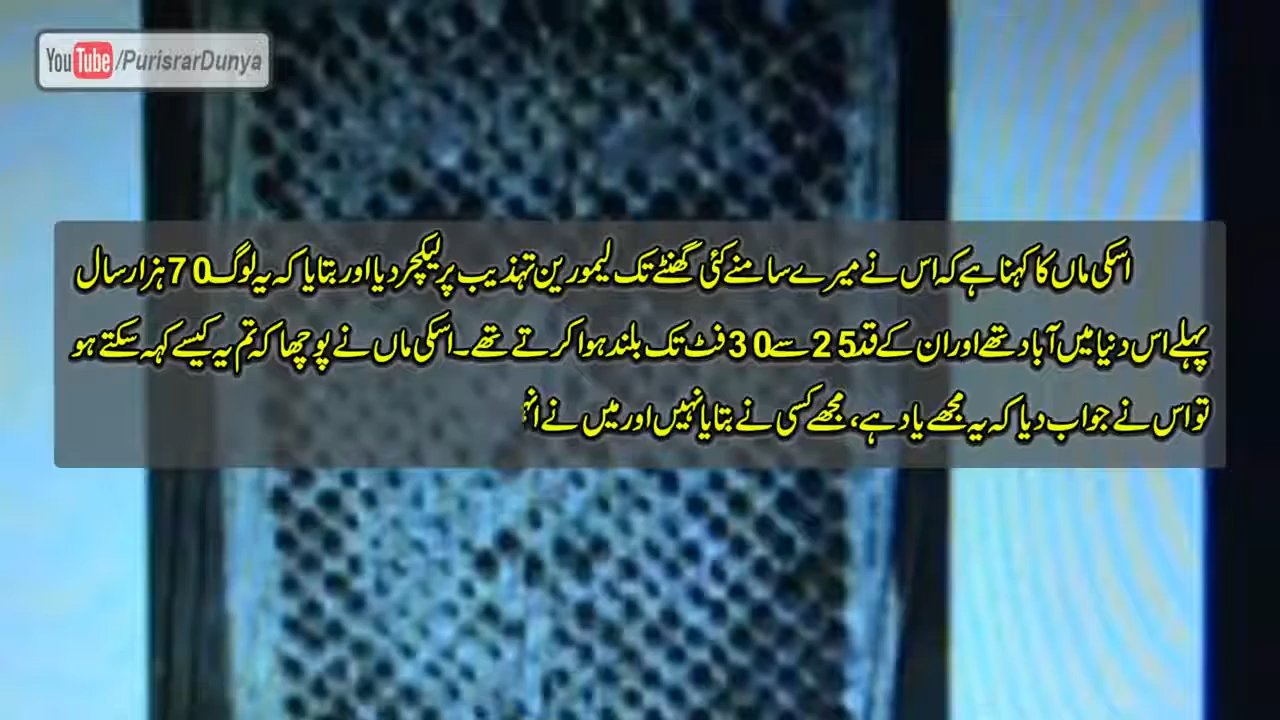 YouTube/PurisrarDunya
اسکی ماں کا کہنا ہے کہ اس نے میرے سامنے کئی گھنٹے تک لیمورین تہذیب پر لیکچر دیا اور بتایا کہ یہ لوگ 70 ہزار سال
پہلے اس دنیا میں آباد تھے اور ان کے قد 25 سے 30 فٹ تک بلند ہوا کرتے تھے۔ اسکی ماں نے پوچھا کہ تم یہ کیسے کہہ سکتے ہو
تو اس نے جواب دیا کہ یہ مجھے یاد ہے، مجھے کسی نے بتایا نہیں اور میں نے